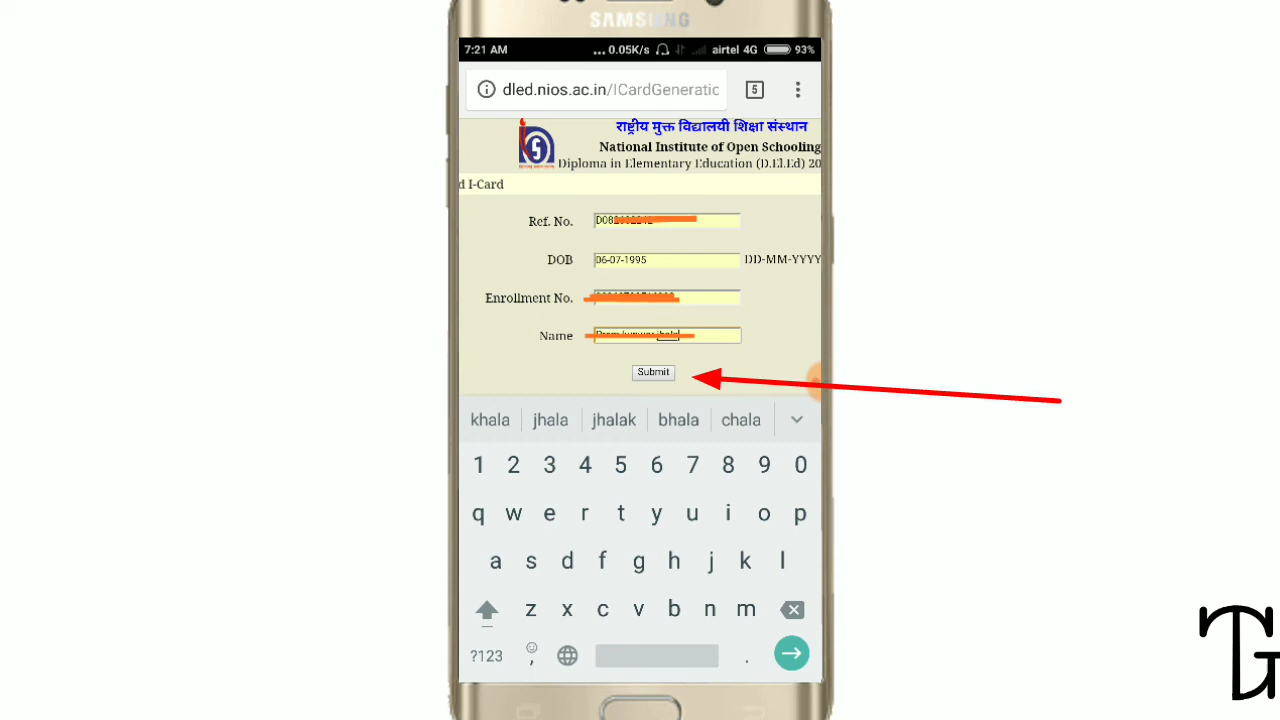 SAMSUNG
7:21 AM ... 0.05K/s airtel 4G 93%
dled.nios.ac.in/ICardGeneratic 5
राष्ट्रीय मुक्त विद्यालयी शिक्षा संस्थान
National Institute of Open Schooling
Diploma in Elementary Education (D.El.Ed) 20
d I-Card
Ref. No.
DOB 06-07-1995 DD-MM-YYYY
Enrollment No.
Name
Submit
khala jhala jhalak bhala chala
1 2 3 4 5 6 7 8 9 0
q w e r t y u i o p
a s d f g h j k l
z x c v b n m
?123 , .
TG